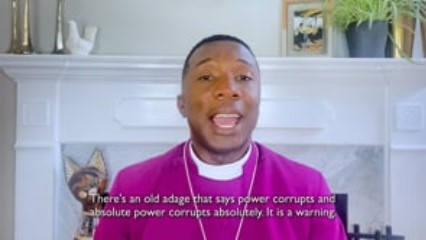 There's an old adage that says power corrupts and
absolute power corrupts absolutely. It is a warning.